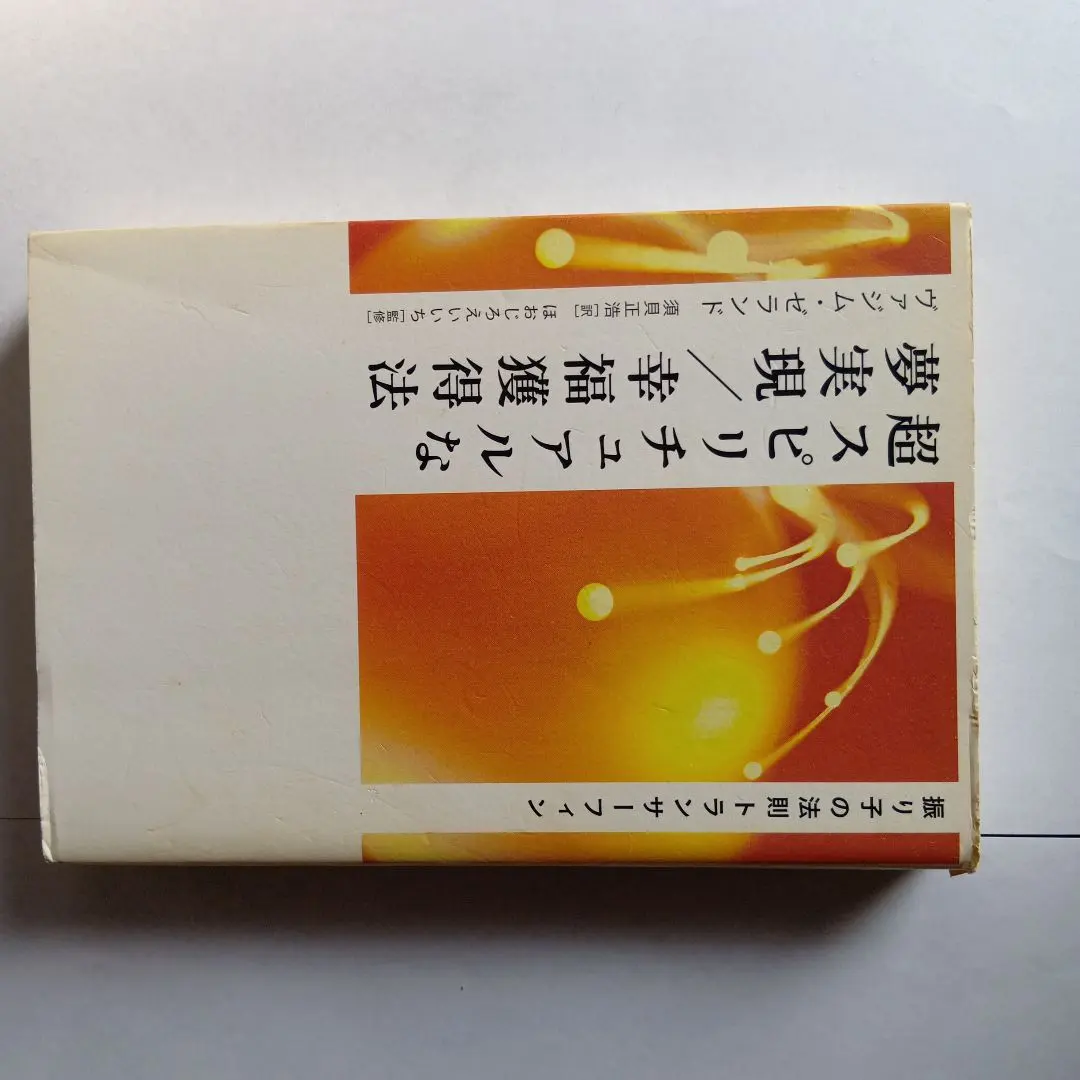 振り子の法則 トランサーフィン
超スピリチュアルな
夢実現／幸福獲得法
ヴァジム・ゼランド 須貝正浩［訳］ ほおじろえいいち［監修］